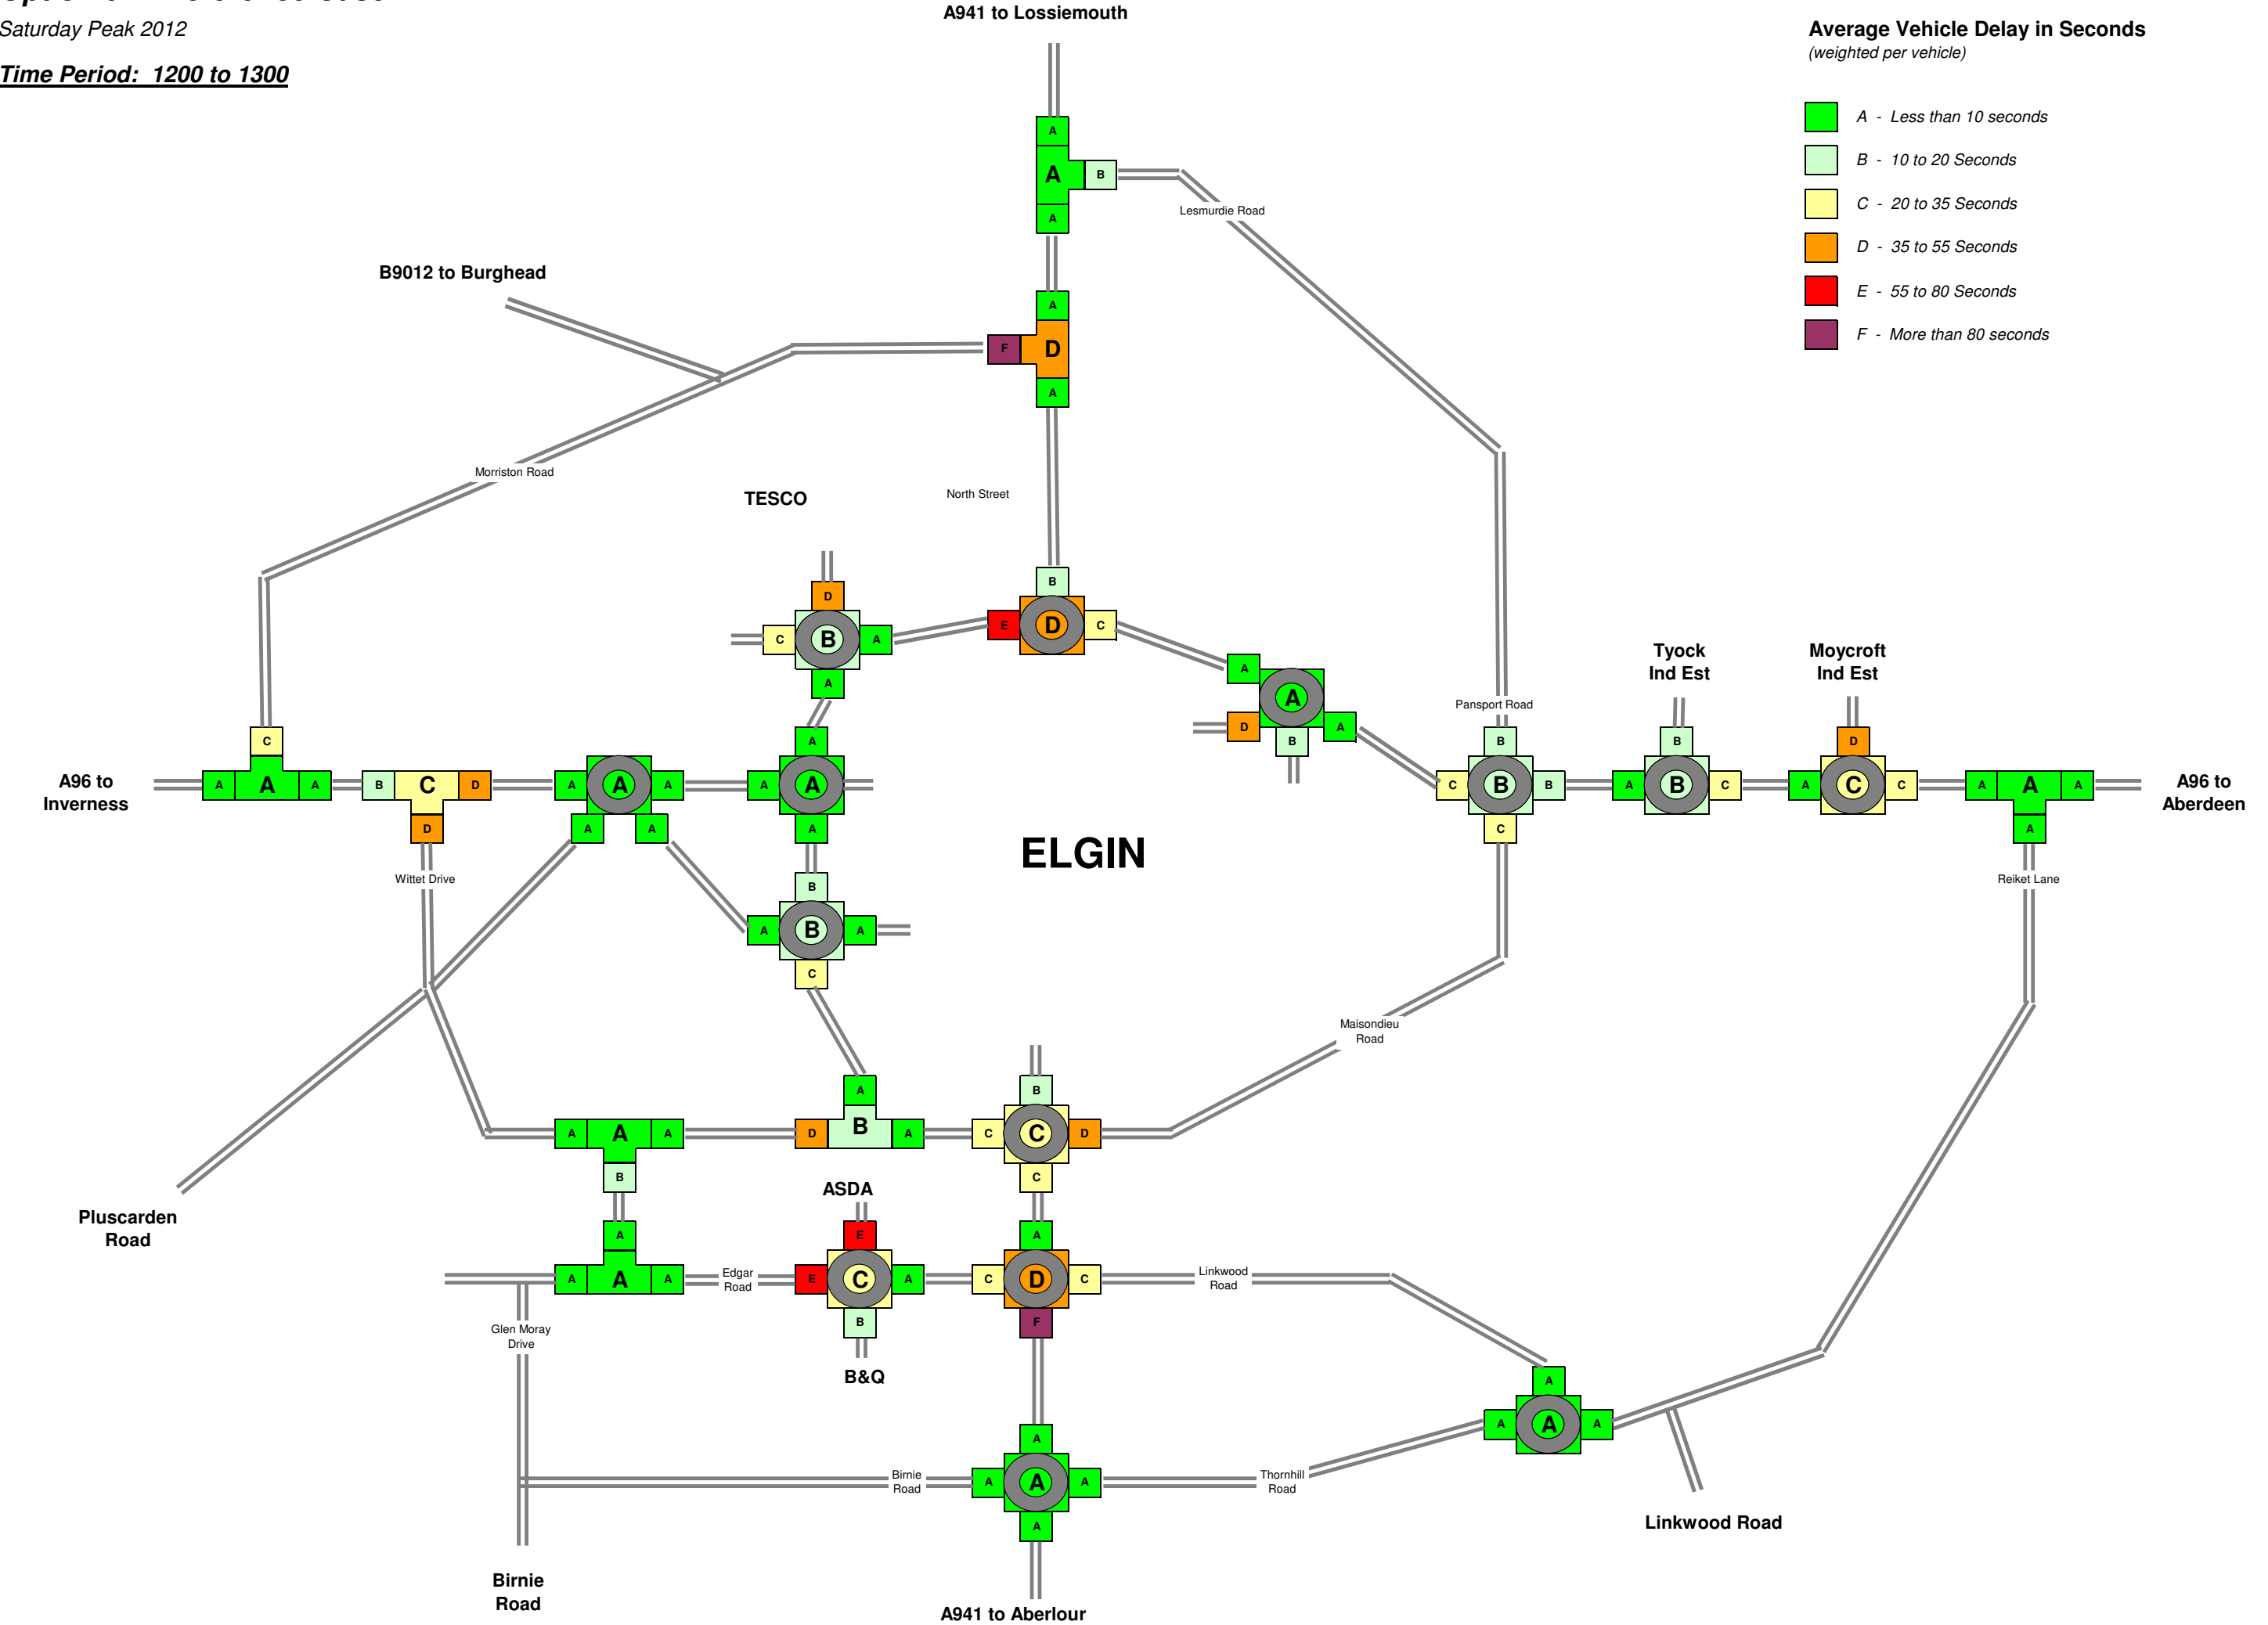 Saturday Peak 2012
Time Period: 1200 to 1300
A941 to Lossiemouth
Average Vehicle Delay in Seconds
(weighted per vehicle)
A - Less than 10 seconds
B - 10 to 20 Seconds
C - 20 to 35 Seconds
D - 35 to 55 Seconds
E - 55 to 80 Seconds
F - More than 80 seconds
A
A B
A
Lesmurdie Road
B9012 to Burghead
A
F D
A
Morriston Road
North Street
TESCO
B
E D C
D
C B A
A
A
A
D A
B
Tyock
Ind Est
Moycroft
Ind Est
Pansport Road
A96 to
Inverness
C
A A A
B C D
D
A A A
A A
A
A A
A
B
C B B
C
B
A B C
D
A C C
A A A
A
A96 to
Aberdeen
ELGIN
Wittet Drive
Reiket Lane
B
A B A
C
Maisondieu
Road
A A A
B
A
D B A
B
C C D
C
Pluscarden
Road
ASDA
A
A A A
Edgar
Road
E
E C A
B
A
C D C
F
Linkwood
Road
Glen Moray
Drive
B&Q
A
A A A
A
Birnie
Road
Thornhill
Road
A
A A A
Linkwood Road
Birnie
Road
A941 to Aberlour